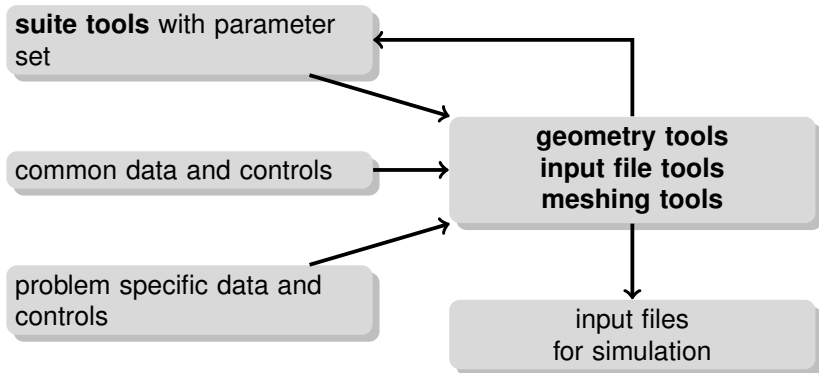 suite tools with parameter
set
common data and controls
problem specific data and
controls
geometry tools
input file tools
meshing tools
input files
for simulation